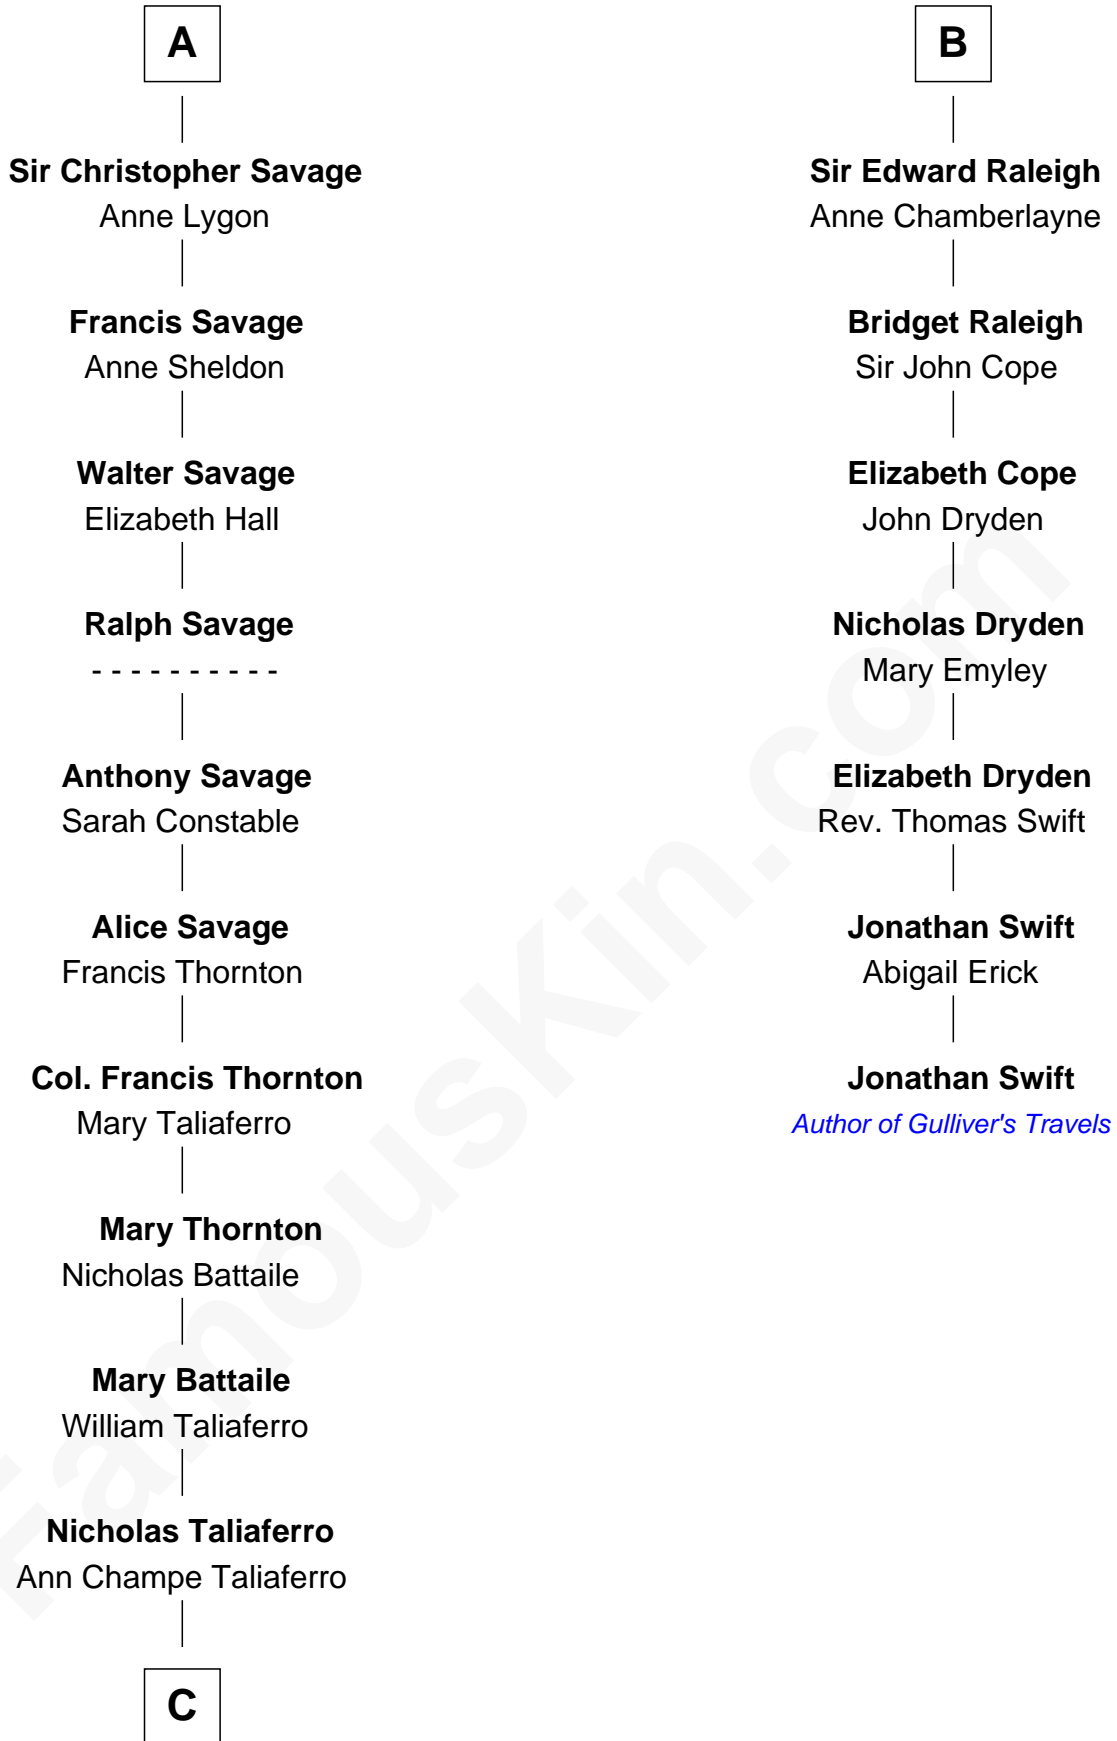 A
Sir Christopher Savage
Anne Lygon
Francis Savage
Anne Sheldon
Walter Savage
Elizabeth Hall
Ralph Savage
- - - - - - - - - -
Anthony Savage
Sarah Constable
Alice Savage
Francis Thornton
Col. Francis Thornton
Mary Taliaferro
Mary Thornton
Nicholas Battaile
Mary Battaile
William Taliaferro
Nicholas Taliaferro
Ann Champe Taliaferro
C
B
Sir Edward Raleigh
Anne Chamberlayne
Bridget Raleigh
Sir John Cope
Elizabeth Cope
John Dryden
Nicholas Dryden
Mary Emyley
Elizabeth Dryden
Rev. Thomas Swift
Jonathan Swift
Abigail Erick
Jonathan Swift
Author of Gulliver's Travels
FamousKin.com